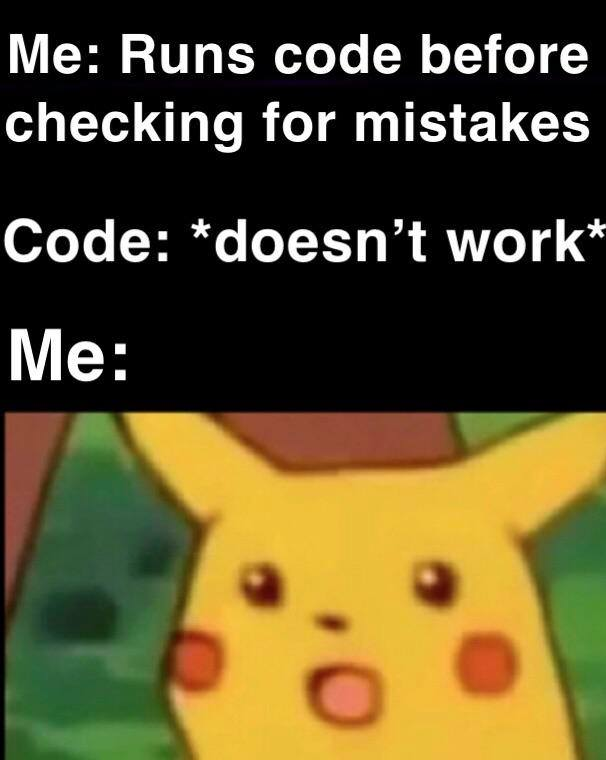 Me: Runs code before
checking for mistakes
Code: *doesn’t work*
Me: